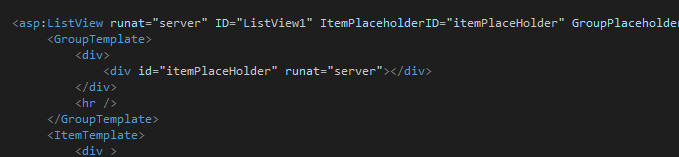 <asp:ListView runat="server" ID="ListView1" ItemPlaceholderID="itemPlaceHolder" GroupPlaceholder
<GroupTemplate>
<div>
<div id="itemPlaceHolder" runat="server"></div>
</div>
<hr />
</GroupTemplate>
<ItemTemplate>
<div >